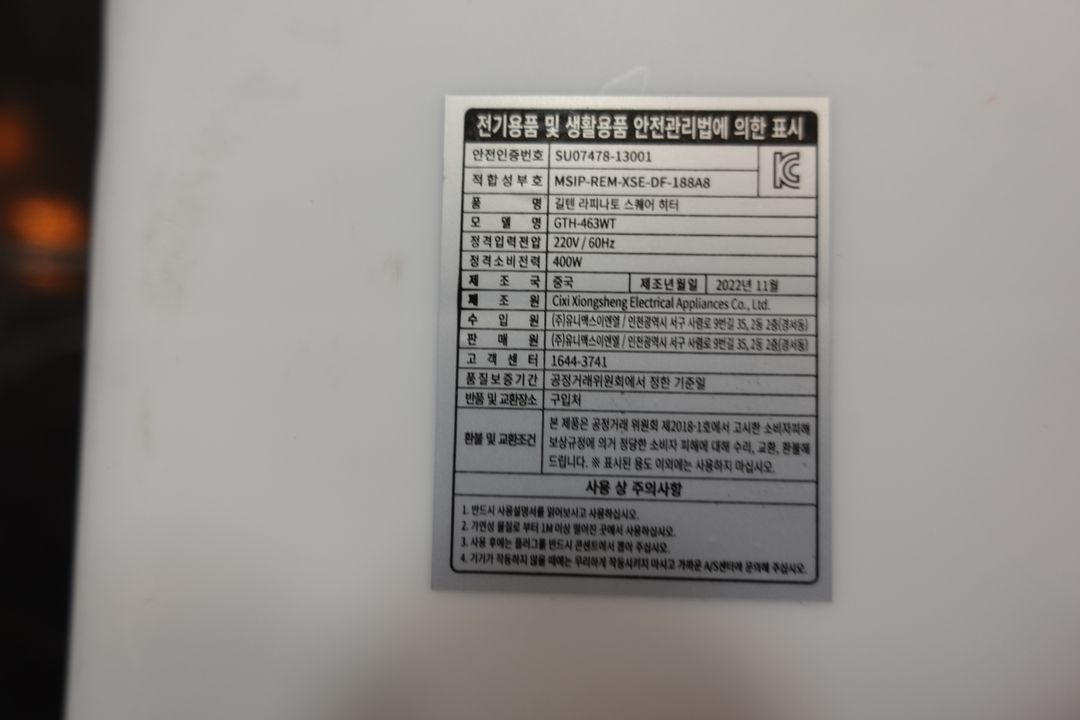 전기용품 및 생활용품 안전관리법에 의한 표시
안전인증번호 SU07478-13001
적합성부호 MSIP-REM-XSE-DF-188A8
품 명 길텐 라피나토 스퀘어 히터
모 델 명 GTH-463WT
정격입력전압 220V / 60Hz
정격소비전력 400W
제 조 국 중국 제조년월일 2022년 11월
제 조 원 Cixi Xiongsheng Electrical Appliances Co., Ltd.
수 입 원 (주)유니맥스이엔엘 / 인천광역시 서구 사렴로 9번길 35, 2동 2층(경서동)
판 매 원 (주)유니맥스이엔엘 / 인천광역시 서구 사렴로 9번길 35, 2동 2층(경서동)
고 객 센 터 1644-3741
품질보증기간 공정거래위원회에서 정한 기준일
반품 및 교환장소 구입처
환불 및 교환조건 본 제품은 공정거래 위원회 제2018-1호에서 고시한 소비자피해
보상규정에 의거 정당한 소비자 피해에 대해 수리, 교환, 환불해
드립니다. ※ 표시된 용도 이외에는 사용하지 마십시오.
사용 상 주의사항
1. 반드시 사용설명서를 읽어보시고 사용하십시오.
2. 가연성 물질로 부터 1M 이상 떨어진 곳에서 사용하십시오.
3. 사용 후에는 플러그를 반드시 콘센트에서 뽑아 주십시오.
4. 기기가 작동하지 않을 때에는 무리하게 작동시키지 마시고 가까운 A/S센터에 문의해 주십시오.